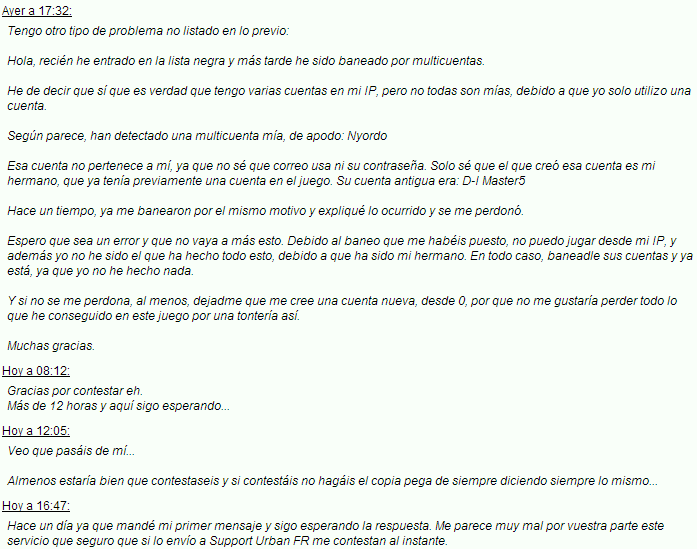 Ayer a 17:32:
Tengo otro tipo de problema no listado en lo previo:
Hola, recién he entrado en la lista negra y más tarde he sido baneado por multicuentas.
He de decir que sí que es verdad que tengo varias cuentas en mi IP, pero no todas son mías, debido a que yo solo utilizo una
cuenta.
Según parece, han detectado una multicuenta mía, de apodo: Nyordo
Esa cuenta no pertenece a mí, ya que no sé que correo usa ni su contraseña. Solo sé que el que creó esa cuenta es mi
hermano, que ya tenía previamente una cuenta en el juego. Su cuenta antigua era: D-I Master5
Hace un tiempo, ya me banearon por el mismo motivo y expliqué lo ocurrido y se me perdonó.
Espero que sea un error y que no vaya a más esto. Debido al baneo que me habéis puesto, no puedo jugar desde mi IP, y
además yo no he sido el que ha hecho todo esto, debido a que ha sido mi hermano. En todo caso, baneadle sus cuentas y ya
está, ya que yo no he hecho nada.
Y si no se me perdona, al menos, dejadme que me cree una cuenta nueva, desde 0, por que no me gustaría perder todo lo
que he conseguido en este juego por una tontería así.
Muchas gracias.
Hoy a 08:12:
Gracias por contestar eh.
Más de 12 horas y aquí sigo esperando...
Hoy a 12:05:
Veo que pasáis de mí...
Almenos estaría bien que contestaseis y si contestáis no hagáis el copia pega de siempre diciendo siempre lo mismo...
Hoy a 16:47:
Hace un día ya que mandé mi primer mensaje y sigo esperando la respuesta. Me parece muy mal por vuestra parte este
servicio que seguro que si lo envío a Support Urban FR me contestan al instante.